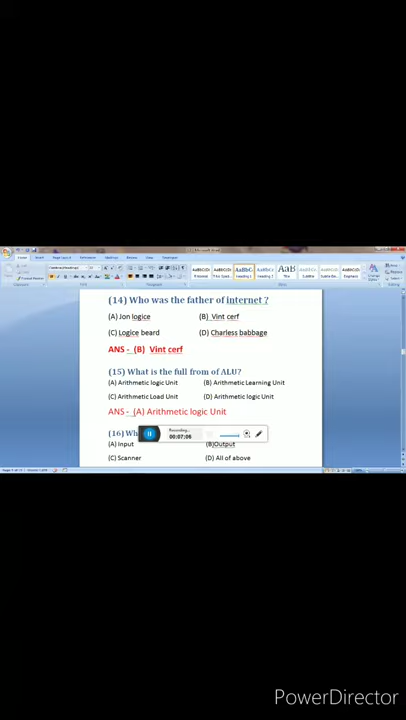 (14) Who was the father of internet ?
(A) Jon logice (B) Vint cerf
(C) Logice beard (D) Charless babbage
ANS - (B) Vint cerf
(15) What is the full from of ALU?
(A) Arithmetic logic Unit (B) Arithmetic Learning Unit
(C) Arithmetic Load Unit (D) Arithmetic logic Unit
ANS - (A) Arithmetic logic Unit
Recording...
00:07:06
(16) Wh
(A) Input (B)Output
(C) Scanner (D) All of above
PowerDirector